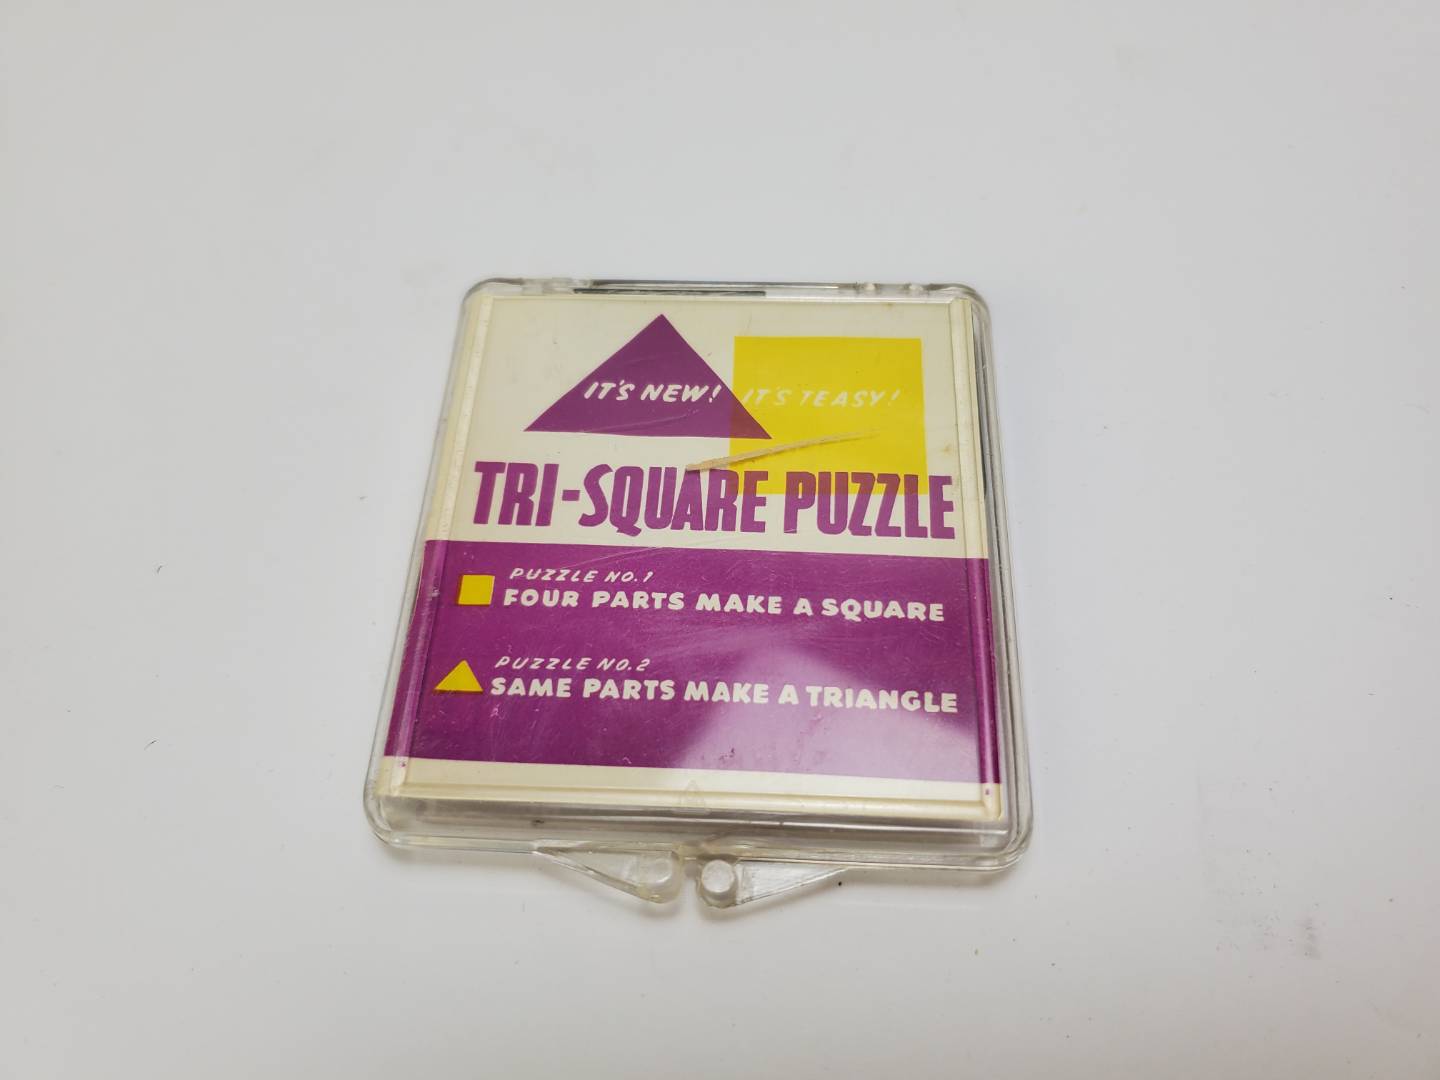 IT'S NEW! IT'S TEASY!
TRI-SQUARE PUZZLE
PUZZLE NO. 1
FOUR PARTS MAKE A SQUARE
PUZZLE NO. 2
SAME PARTS MAKE A TRIANGLE